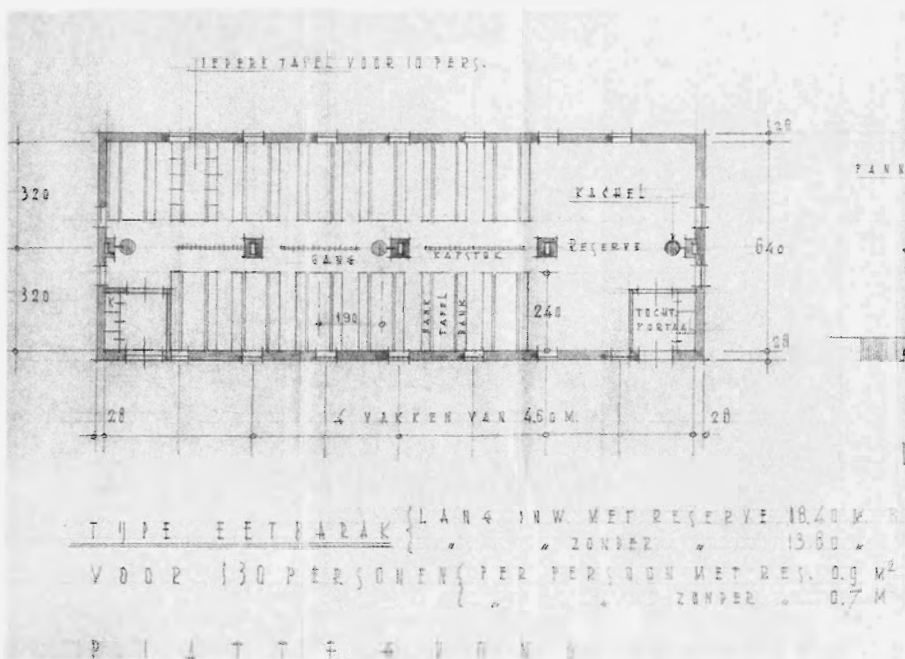 IEDERE TAFEL VOOR 10 PERS.
28
PANN
320
KACHEL
GANG
KAPSTOK
RESERVE
640
320
K
190
BANK
TAFEL
BANK
240
TOCHT
PORTAAL
28
28
4 VAKKEN VAN 4.60 M.
28
TYPE EETBARAK { LANG INW. MET RESERVE 18.40 M.
" " ZONDER " 13.80 "
VOOR 130 PERSONEN { PER PERSOON MET RES. 0.9 M²
" " ZONDER " 0.7 M
PLATTEGROND